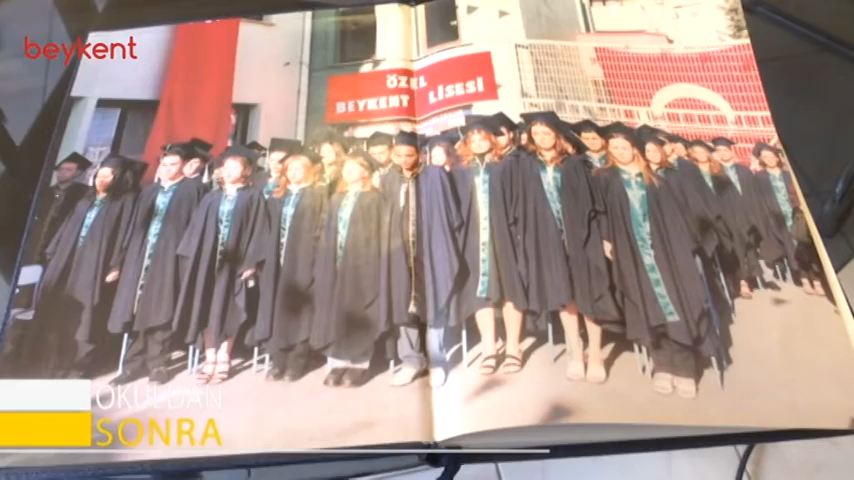 beykent
ÖZEL
BEYKENT LİSESİ
OKULDAN
SONRA